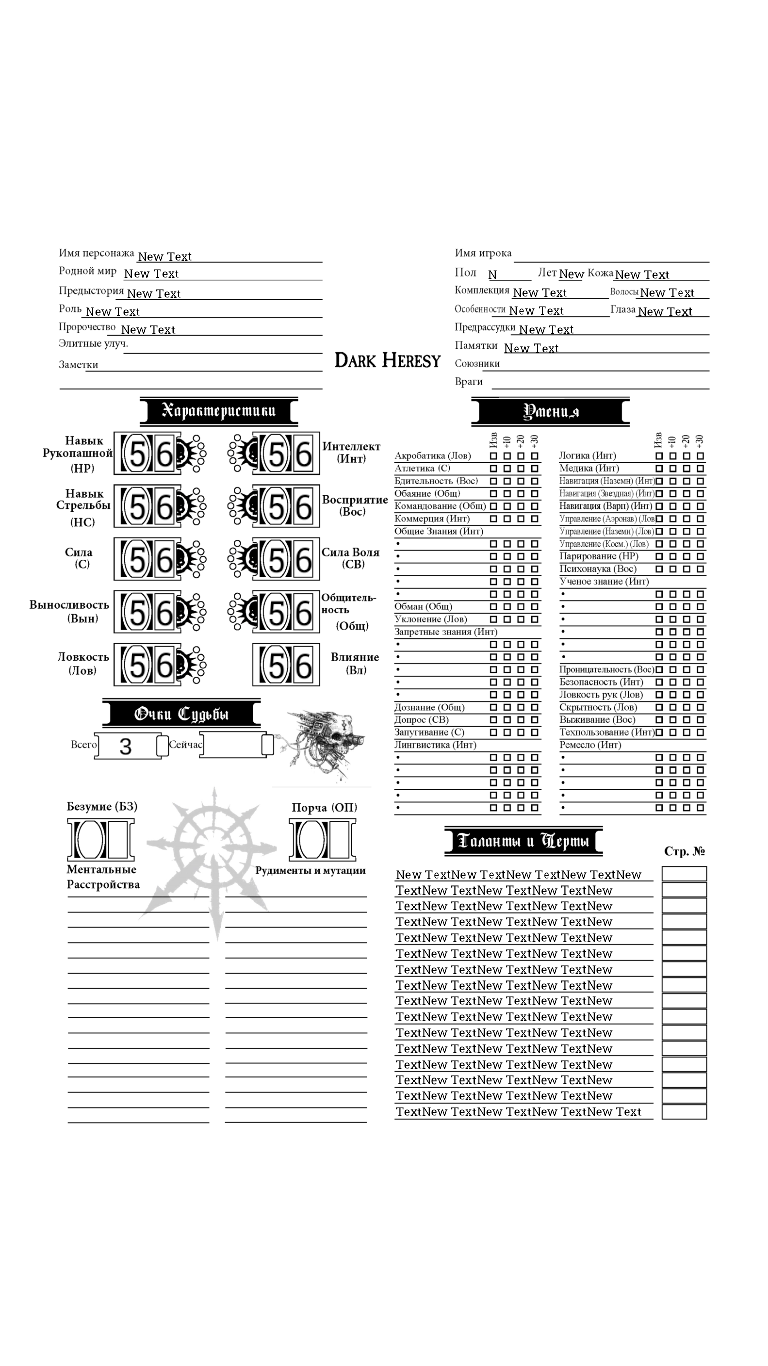 Имя персонажа New Text
Родной мир New Text
Предыстория New Text
Роль New Text
Пророчество New Text
Элитные улуч.
Заметки
DARK HERESY
Имя игрока
Пол N Лет New Кожа New Text
Комплекция New Text Волосы New Text
Особенности New Text Глаза New Text
Предрассудки New Text
Памятки New Text
Союзники
Враги
Характеристики
Навык Рукопашной (НР) 56
56 Интеллект (Инт)
Навык Стрельбы (НС) 56
56 Восприятие (Вос)
Сила (С) 56
56 Сила Воля (СВ)
Выносливость (Вын) 56
56 Общитель-
ность
(Общ)
Ловкость (Лов) 56
56 Влияние (Вл)
Очки Судьбы
Всего 3 Сейчас
Безумие (БЗ)
Порча (ОП)
Ментальные
Расстройства
Рудименты и мутации
Умения
Изв +10 +20 +30
Акробатика (Лов)
Атлетика (С)
Бдительность (Вос)
Обаяние (Общ)
Командование (Общ)
Коммерция (Инт)
Общие Знания (Инт)
•
•
•
•
•
Обман (Общ)
Уклонение (Лов)
Запретные знания (Инт)
•
•
•
•
•
Дознание (Общ)
Допрос (СВ)
Запугивание (С)
Лингвистика (Инт)
•
•
•
•
•
Изв +10 +20 +30
Логика (Инт)
Медика (Инт)
Навигация (Наземн) (Инт)
Навигация (Звездная) (Инт)
Навигация (Варп) (Инт)
Управление (Аэронав) (Лов)
Управление (Наземн) (Лов)
Управление (Косм.) (Лов)
Парирование (НР)
Психонаука (Вос)
Ученое знание (Инт)
•
•
•
•
•
•
Проницательность (Вос)
Безопасность (Инт)
Ловкость рук (Лов)
Скрытность (Лов)
Выживание (Вос)
Техпользование (Инт)
Ремесло (Инт)
•
•
•
•
•
Таланты и Черты
Стр. №
New TextNew TextNew TextNew TextNew
TextNew TextNew TextNew TextNew
TextNew TextNew TextNew TextNew
TextNew TextNew TextNew TextNew
TextNew TextNew TextNew TextNew
TextNew TextNew TextNew TextNew
TextNew TextNew TextNew TextNew
TextNew TextNew TextNew TextNew
TextNew TextNew TextNew TextNew
TextNew TextNew TextNew TextNew
TextNew TextNew TextNew TextNew
TextNew TextNew TextNew TextNew
TextNew TextNew TextNew TextNew
TextNew TextNew TextNew TextNew
TextNew TextNew TextNew TextNew
TextNew TextNew TextNew TextNew Text